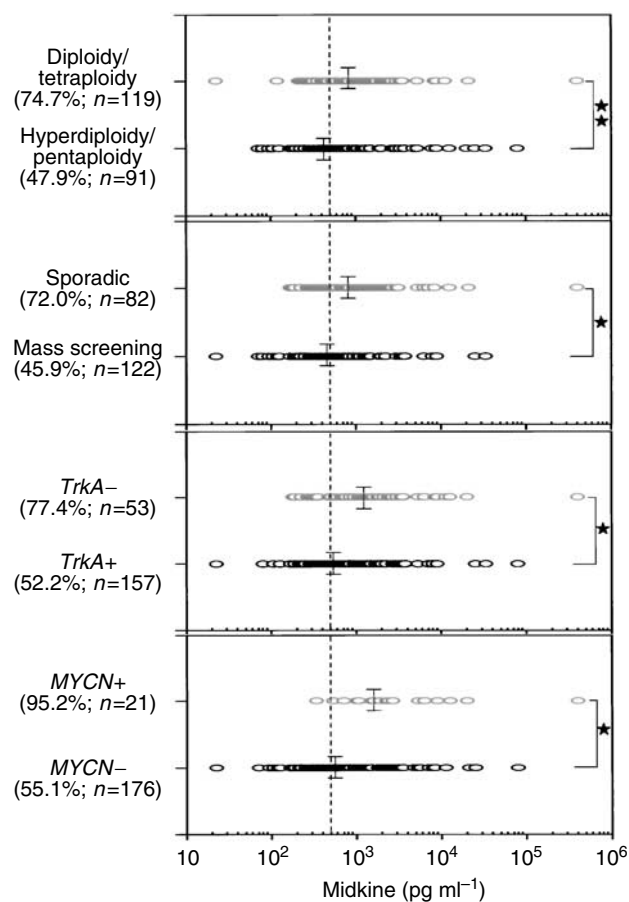 Diploidy/
tetraploidy
(74.7%; n=119)
Hyperdiploidy/
pentaploidy
(47.9%; n=91)
Sporadic
(72.0%; n=82)
Mass screening
(45.9%; n=122)
TrkA−
(77.4%; n=53)
TrkA+
(52.2%; n=157)
MYCN+
(95.2%; n=21)
MYCN−
(55.1%; n=176)
10 10² 10³ 10⁴ 10⁵ 10⁶
Midkine (pg ml⁻¹)